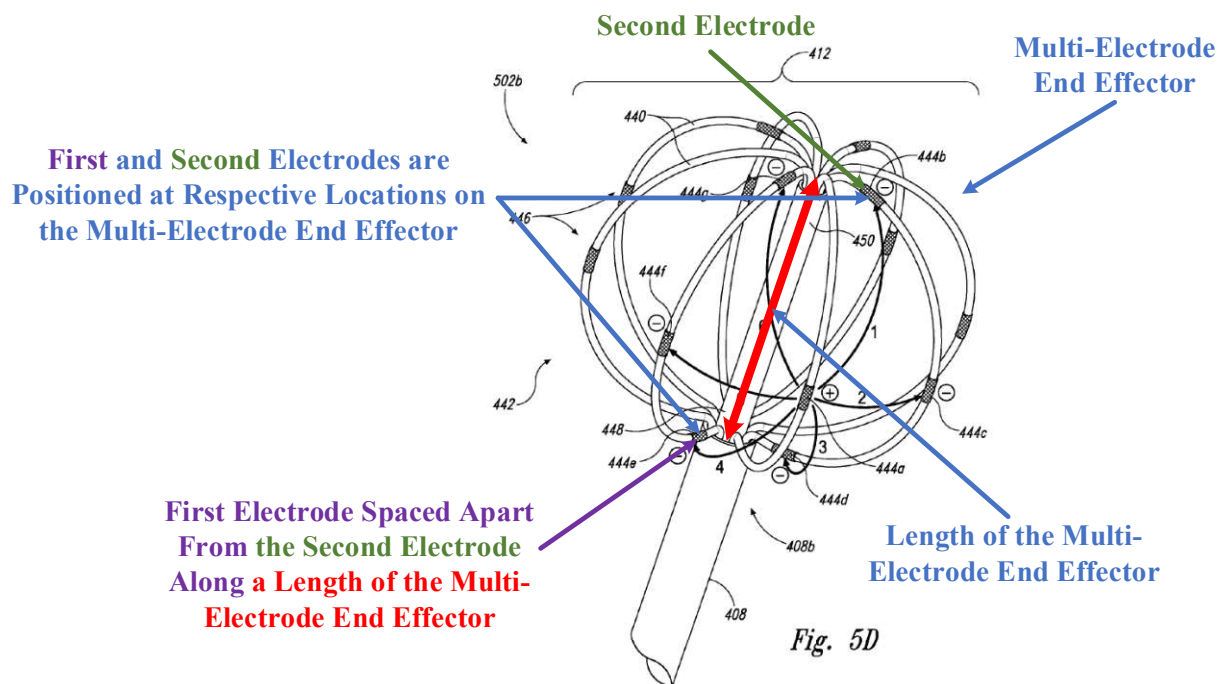 Second Electrode
412
Multi-Electrode
End Effector
502b
440
First and Second Electrodes are
Positioned at Respective Locations on
the Multi-Electrode End Effector
444b
444g
446
450
444f
1
6
2
442
448
444c
444e
4
3
444a
444d
First Electrode Spaced Apart
From the Second Electrode
Along a Length of the Multi-
Electrode End Effector
408b
Length of the Multi-
Electrode End Effector
408
Fig. 5D